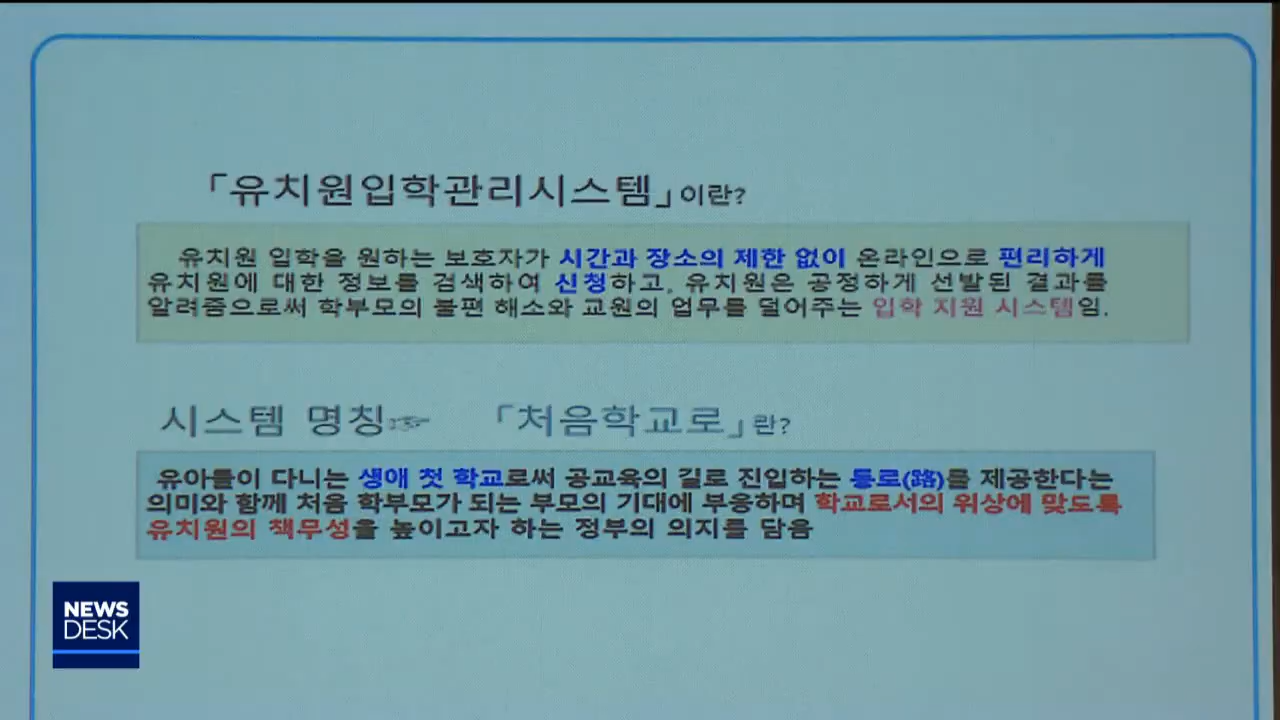 「유치원입학관리시스템」이란?
유치원 입학을 원하는 보호자가 시간과 장소의 제한 없이 온라인으로 편리하게
유치원에 대한 정보를 검색하여 신청하고, 유치원은 공정하게 선발된 결과를
알려줌으로써 학부모의 불편 해소와 교원의 업무를 덜어주는 입학 지원 시스템임.
시스템 명칭☞ 「처음학교로」란?
유아들이 다니는 생애 첫 학교로써 공교육의 길로 진입하는 통로(路)를 제공한다는
의미와 함께 처음 학부모가 되는 부모의 기대에 부응하며 학교로서의 위상에 맞도록
유치원의 책무성을 높이고자 하는 정부의 의지를 담음
NEWS
DESK